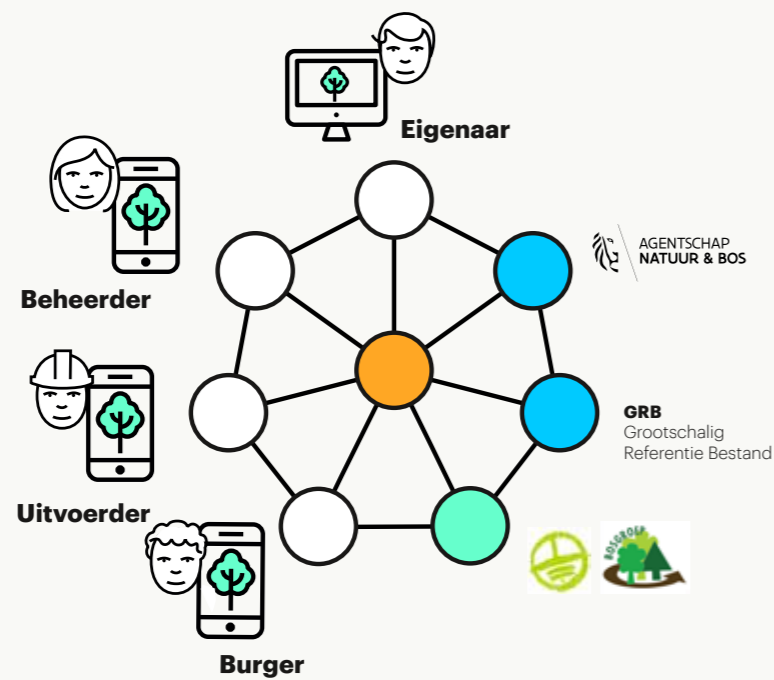 Eigenaar
AGENTSCHAP
NATUUR & BOS
Beheerder
GRB
Grootschalig
Referentie Bestand
Uitvoerder
BOSGROEP
Burger